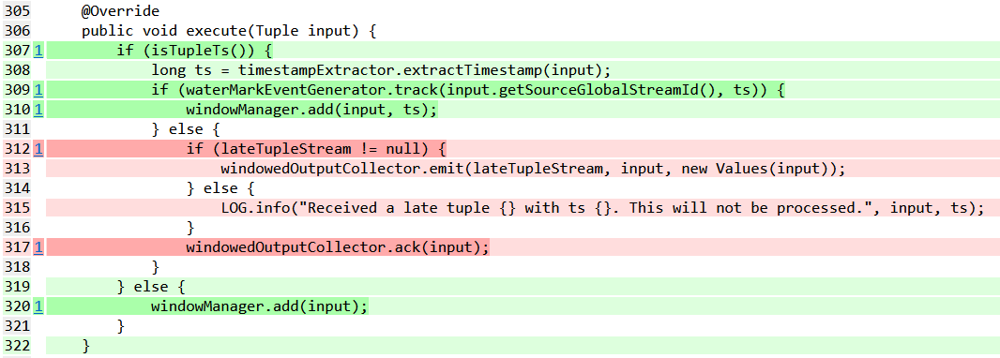 305     @Override
306     public void execute(Tuple input) {
307 1         if (isTupleTs()) {
308             long ts = timestampExtractor.extractTimestamp(input);
309 1             if (waterMarkEventGenerator.track(input.getSourceGlobalStreamId(), ts)) {
310 1                 windowManager.add(input, ts);
311             } else {
312 1                 if (lateTupleStream != null) {
313                     windowedOutputCollector.emit(lateTupleStream, input, new Values(input));
314                 } else {
315                     LOG.info("Received a late tuple {} with ts {}. This will not be processed.", input, ts);
316                 }
317 1                 windowedOutputCollector.ack(input);
318             }
319         } else {
320 1             windowManager.add(input);
321         }
322     }